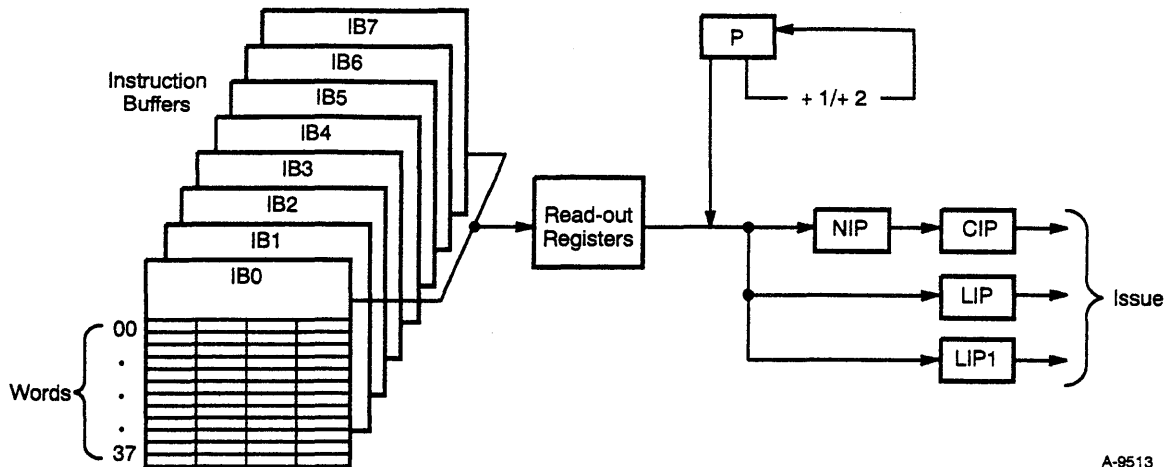 IB7
IB6
IB5
IB4
IB3
IB2
IB1
IB0
Instruction
Buffers
00
.
.
.
37
Words
Read-out
Registers
P
+ 1/+ 2
NIP
CIP
LIP
LIP1
Issue
A-9513